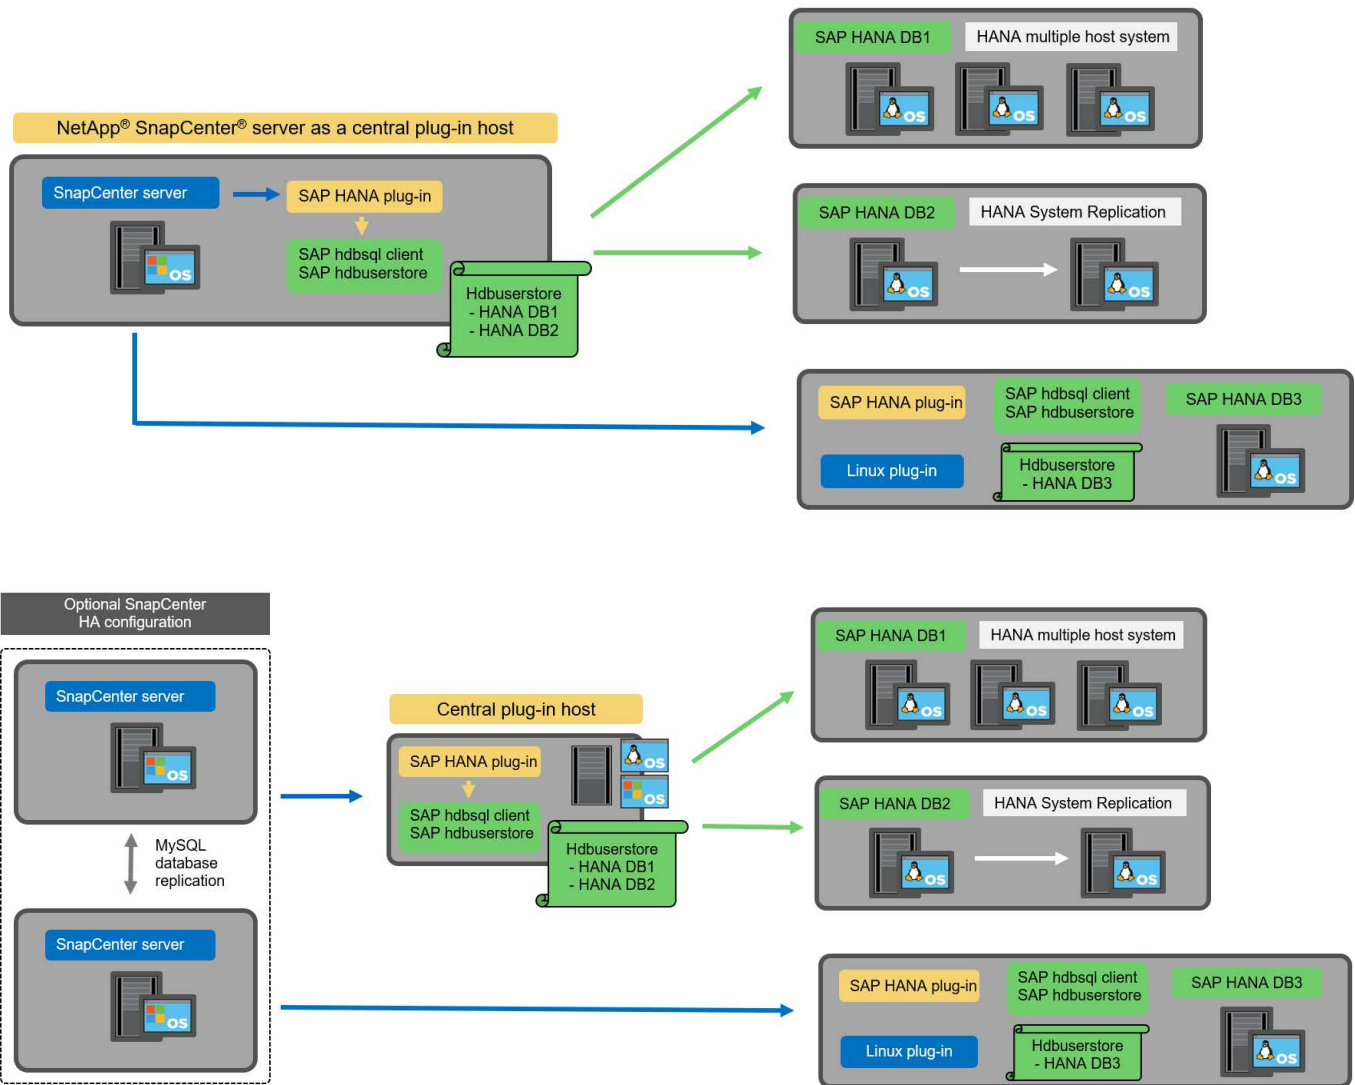 SAP HANA DB1
HANA multiple host system
OS
OS
OS
NetApp® SnapCenter® server as a central plug-in host
SnapCenter server
SAP HANA plug-in
SAP hdbsql client
SAP hdbuserstore
OS
Hdbuserstore
- HANA DB1
- HANA DB2
SAP HANA DB2
HANA System Replication
OS
OS
SAP HANA plug-in
SAP hdbsql client
SAP hdbuserstore
SAP HANA DB3
Linux plug-in
Hdbuserstore
- HANA DB3
OS
Optional SnapCenter
HA configuration
SnapCenter server
OS
MySQL
database
replication
SnapCenter server
OS
Central plug-in host
SAP HANA plug-in
SAP hdbsql client
SAP hdbuserstore
OS
OS
Hdbuserstore
- HANA DB1
- HANA DB2
SAP HANA DB1
HANA multiple host system
OS
OS
OS
SAP HANA DB2
HANA System Replication
OS
OS
SAP HANA plug-in
SAP hdbsql client
SAP hdbuserstore
SAP HANA DB3
Linux plug-in
Hdbuserstore
- HANA DB3
OS